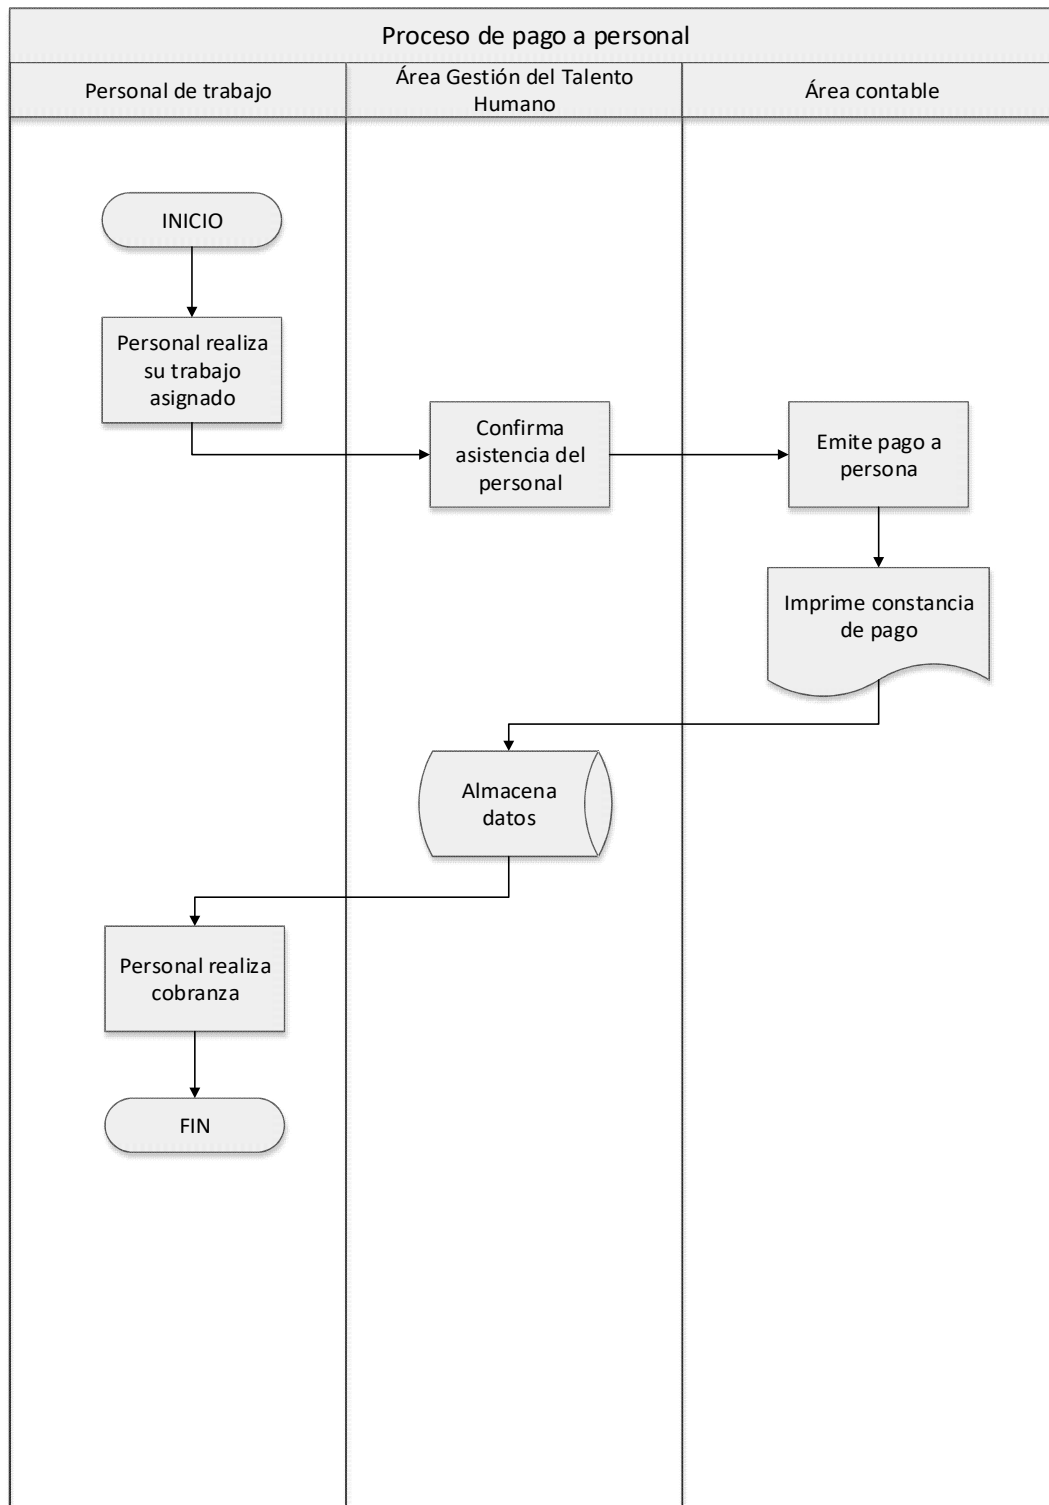 Proceso de pago a personal
Personal de trabajo
Área Gestión del Talento
Humano
Área contable
INICIO
Personal realiza
su trabajo
asignado
Confirma
asistencia del
personal
Emite pago a
persona
Imprime constancia
de pago
Almacena
datos
Personal realiza
cobranza
FIN